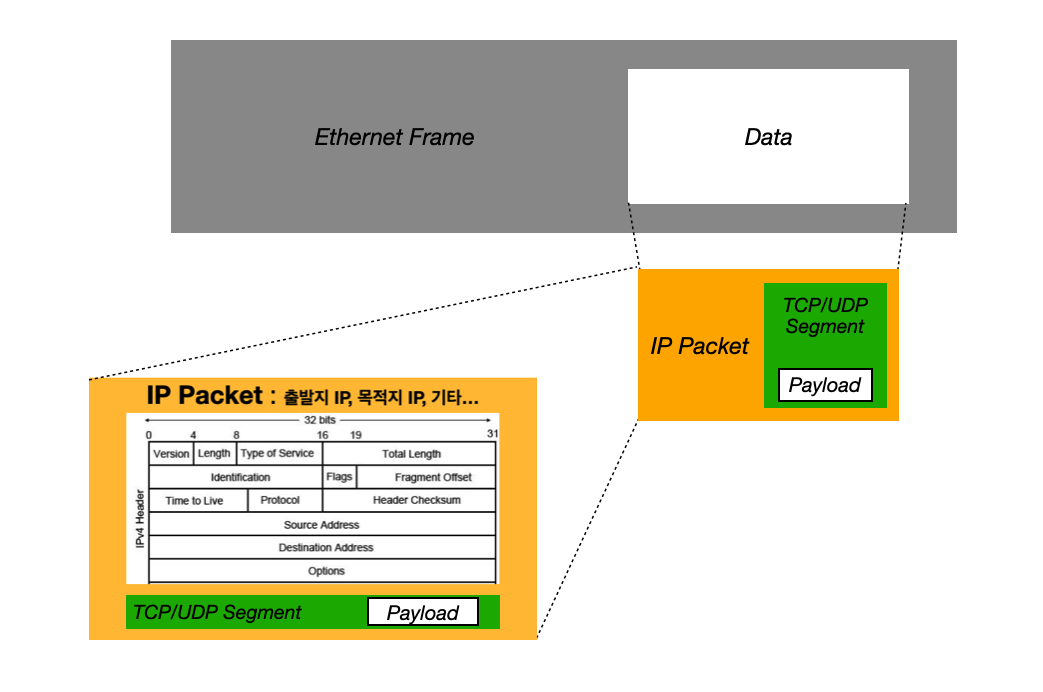 Ethernet Frame
Data
IP Packet
TCP/UDP
Segment
Payload
IP Packet : 출발지 IP, 목적지 IP, 기타...
32 bits
0 4 8 16 19 31
Version Length Type of Service Total Length
Identification Flags Fragment Offset
Time to Live Protocol Header Checksum
Source Address
Destination Address
Options
IPv4 Header
TCP/UDP Segment Payload